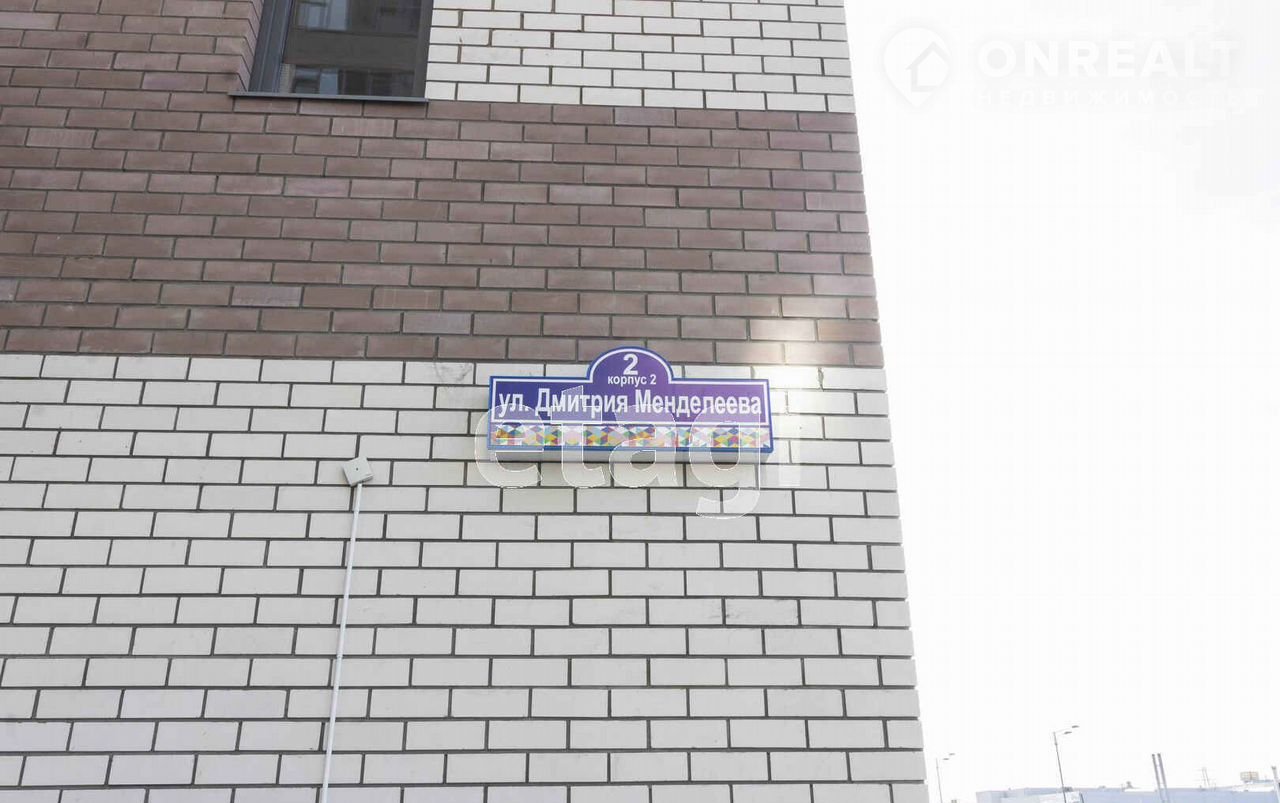 ONREALT
НЕДВИЖИМОСТЬ
2
корпус 2
ул. Дмитрия Менделеева
etagi